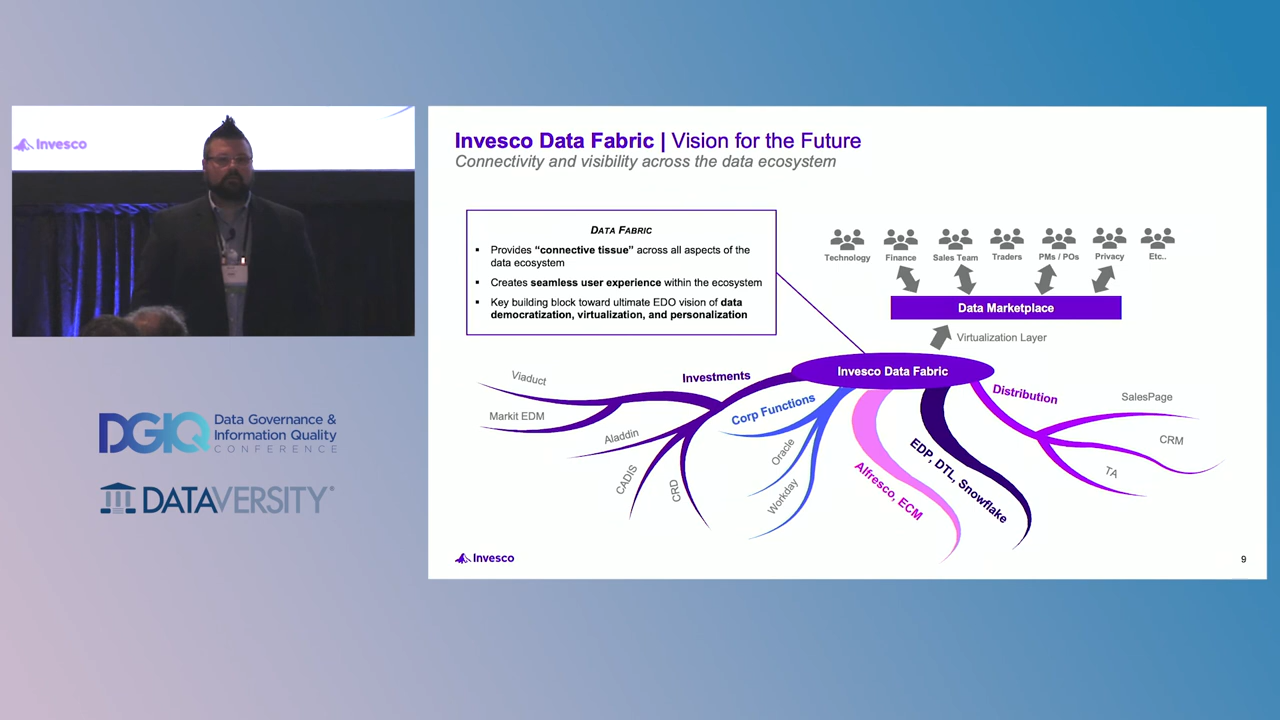 Invesco
DGIQ
Data Governance &
Information Quality
CONFERENCE
DATAVERSITY
Invesco Data Fabric | Vision for the Future
Connectivity and visibility across the data ecosystem
DATA FABRIC
▪ Provides “connective tissue” across all aspects of the
data ecosystem
▪ Creates seamless user experience within the ecosystem
▪ Key building block toward ultimate EDO vision of data
democratization, virtualization, and personalization
Technology
Finance
Sales Team
Traders
PMs / POs
Privacy
Etc..
Data Marketplace
Virtualization Layer
Invesco Data Fabric
Investments
Viaduct
Markit EDM
Aladdin
CADIS
CRD
Corp Functions
Oracle
Workday
Alfresco, ECM
EDP, DTL, Snowflake
Distribution
SalesPage
CRM
TA
Invesco
9